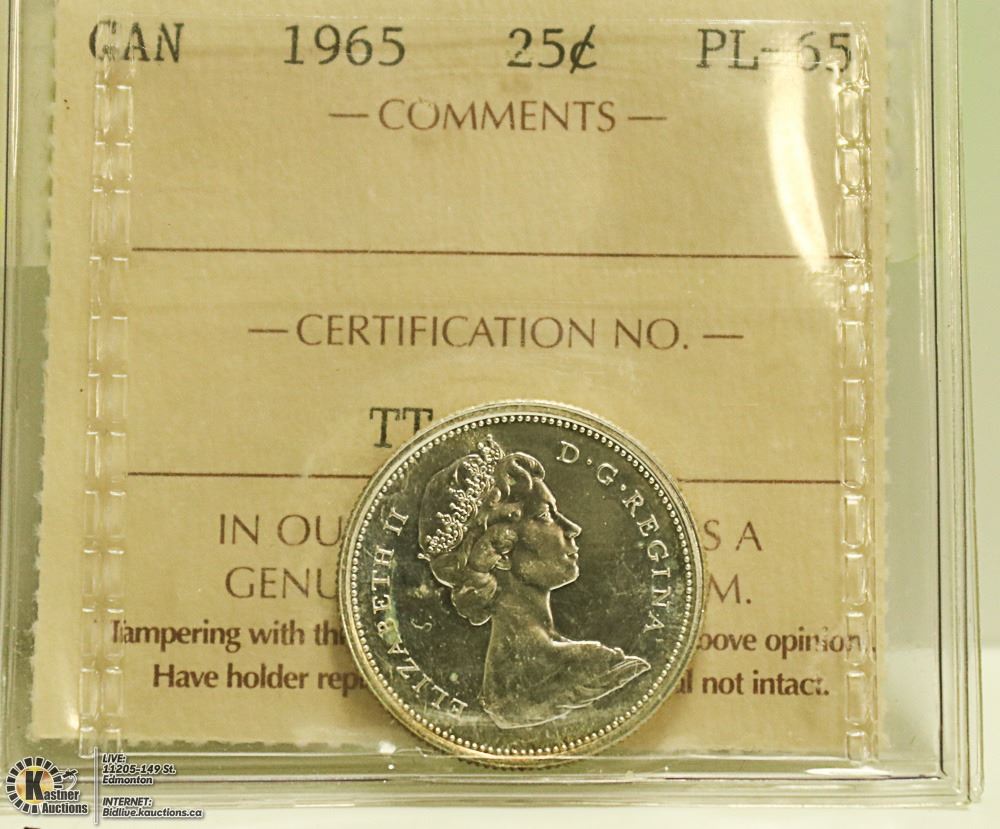 CAN 1965 25¢ PL-65
— COMMENTS —
— CERTIFICATION NO. —
TT
IN OU S A
GENU M.
Tampering with th bove opinion.
Have holder rep al not intact.
ELIZABETH II D·G·REGINA
Kastner
Auctions
LIVE:
11205-149 St.
Edmonton
INTERNET:
Bidlive.kauctions.ca